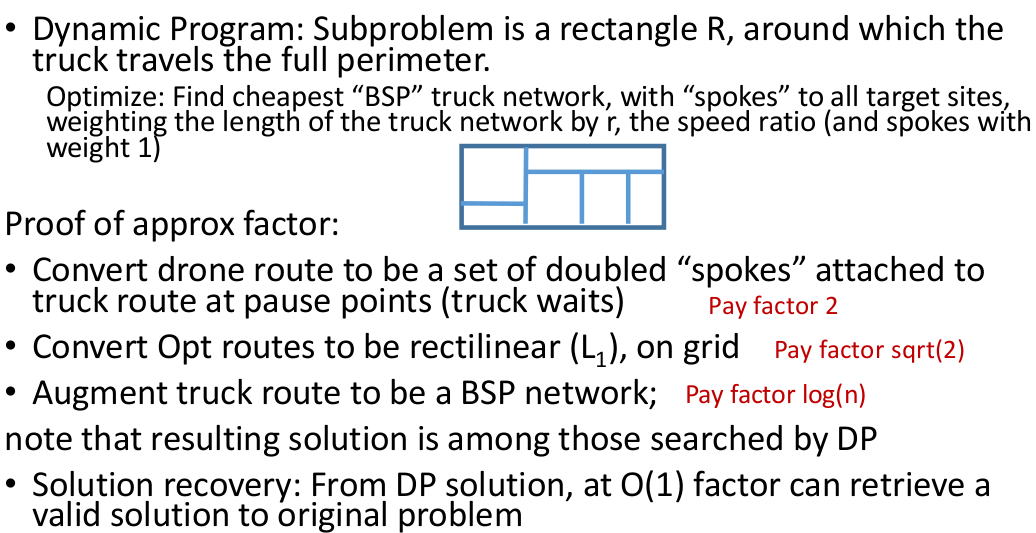 • Dynamic Program: Subproblem is a rectangle R, around which the
truck travels the full perimeter.
Optimize: Find cheapest “BSP” truck network, with “spokes” to all target sites,
weighting the length of the truck network by r, the speed ratio (and spokes with
weight 1)
Proof of approx factor:
• Convert drone route to be a set of doubled “spokes” attached to
truck route at pause points (truck waits) Pay factor 2
• Convert Opt routes to be rectilinear (L₁), on grid Pay factor sqrt(2)
• Augment truck route to be a BSP network; Pay factor log(n)
note that resulting solution is among those searched by DP
• Solution recovery: From DP solution, at O(1) factor can retrieve a
valid solution to original problem